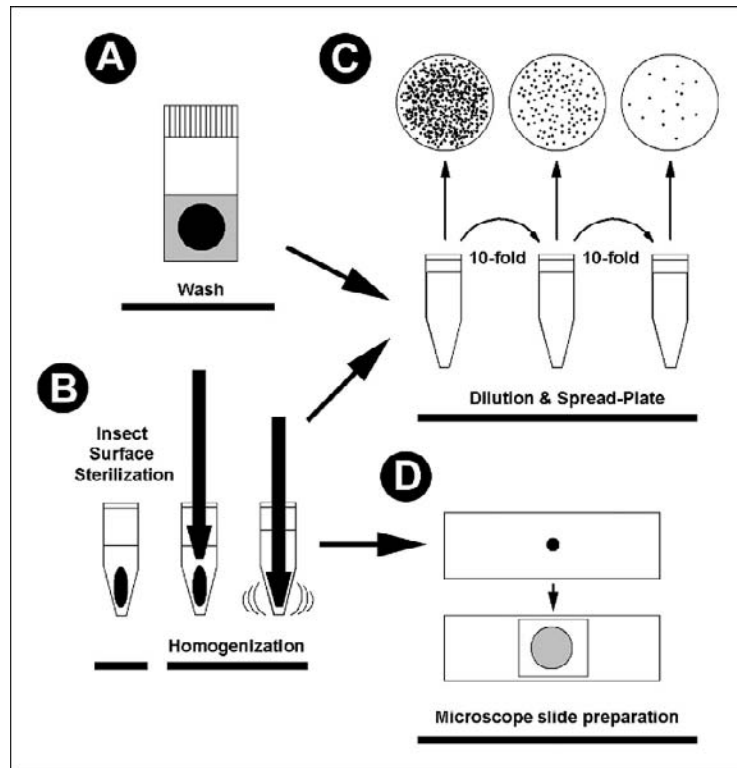 A
Wash
B
Insect
Surface
Sterilization
Homogenization
C
10-fold
10-fold
Dilution & Spread-Plate
D
Microscope slide preparation